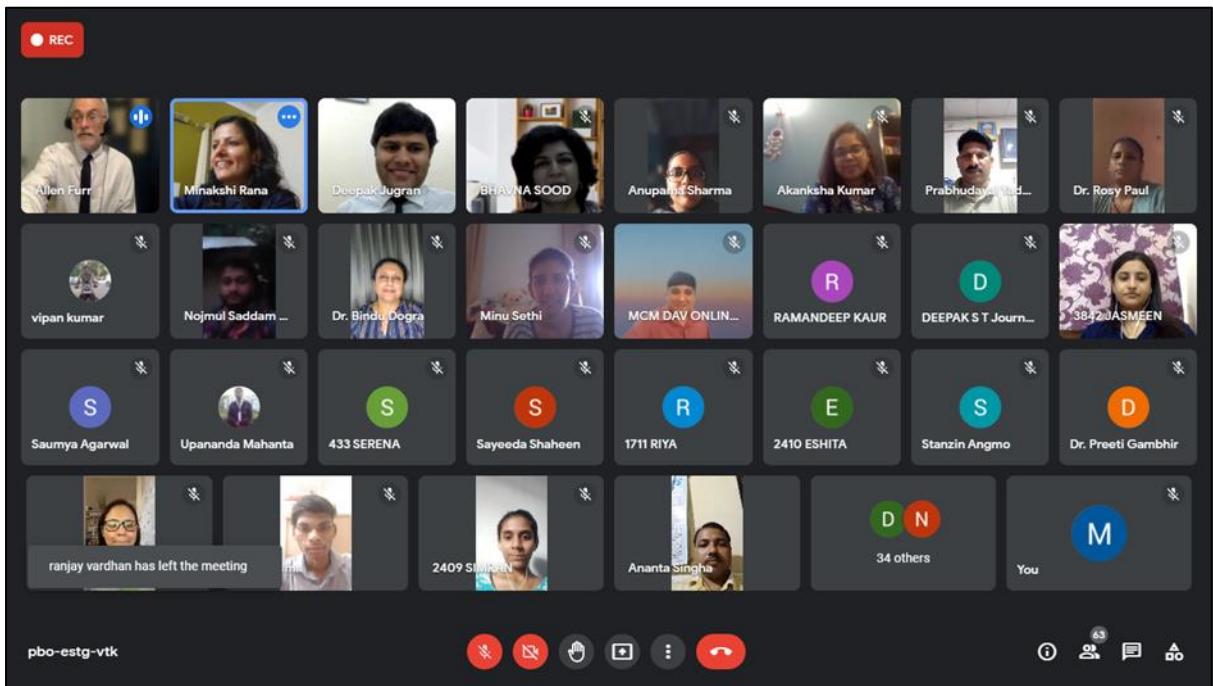 REC
Allen Furr
Minakshi Rana
Deepak Jugran
BHAVNA SOOD
Anupama Sharma
Akanksha Kumar
Prabhudaya
Dr. Rosy Paul
vipan kumar
Nojmul Saddam ...
Dr. Bindu Dogra
Minu Sethi
MCM DAV ONLIN...
R
RAMANDEEP KAUR
D
DEEPAK S T Journ...
3842 JASMEEN
S
Saumya Agarwal
Upananda Mahanta
S
433 SERENA
S
Sayeeda Shaheen
R
1711 RIYA
E
2410 ESHITA
S
Stanzin Angmo
D
Dr. Preeti Gambhir
ranjay vardhan has left the meeting
2409 SIMRAN
Ananta Singha
D N
34 others
M
You
pbo-estg-vtk
63